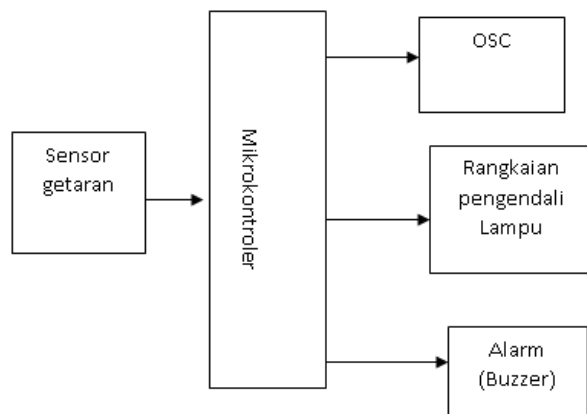 Sensor
getaran
Mikrokontroler
OSC
Rangkaian
pengendali
Lampu
Alarm
(Buzzer)